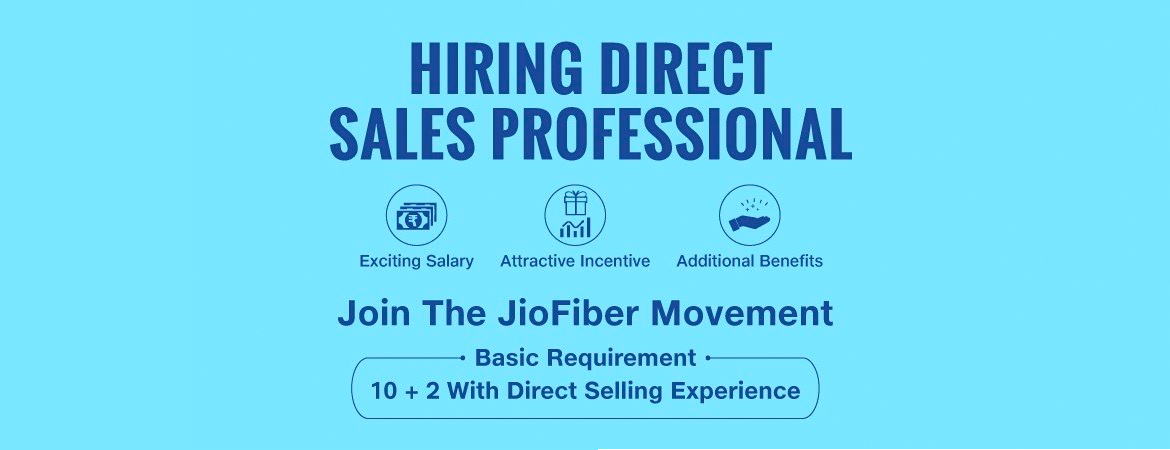 HIRING DIRECT
SALES PROFESSIONAL
₹
Exciting Salary
Attractive Incentive
Additional Benefits
Join The JioFiber Movement
Basic Requirement
10 + 2 With Direct Selling Experience